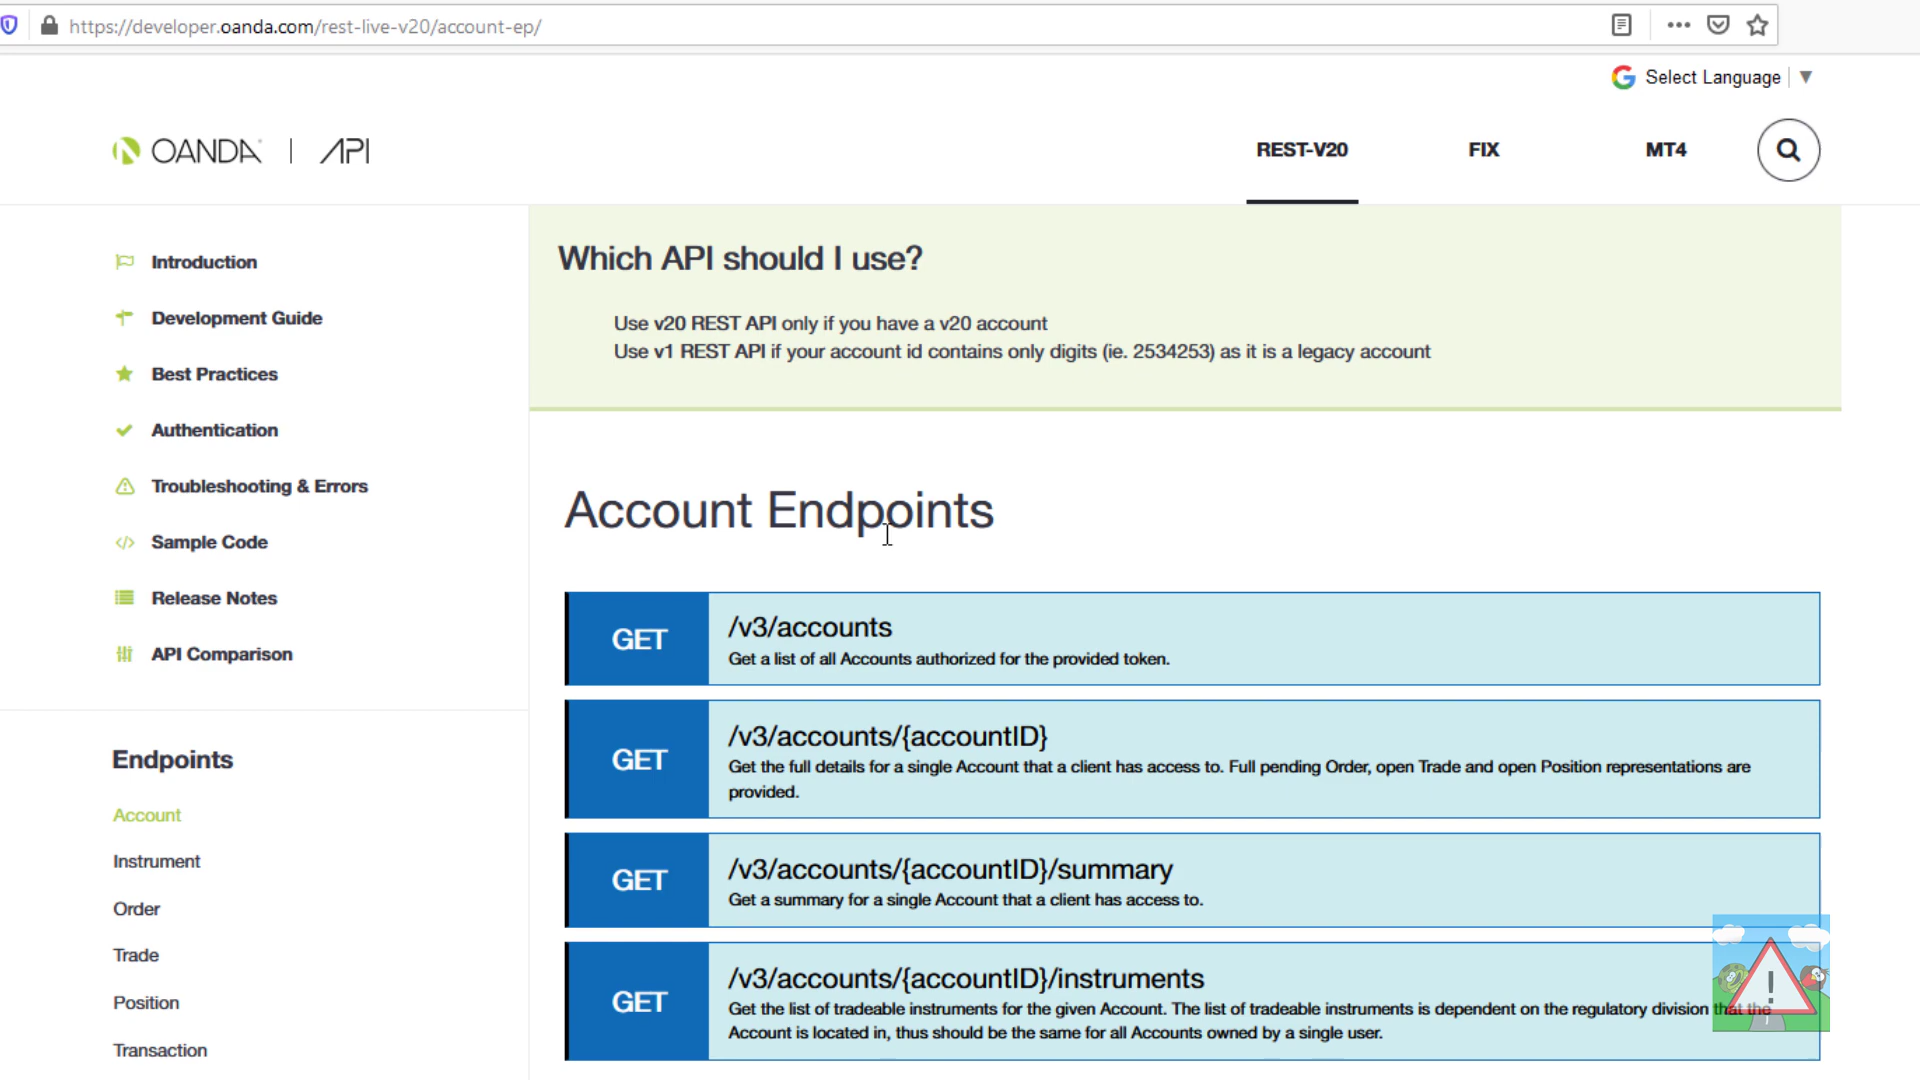 https://developer.oanda.com/rest-live-v20/account-ep/
Select Language
OANDA | API
REST-V20
FIX
MT4
Introduction
Development Guide
Best Practices
Authentication
Troubleshooting & Errors
Sample Code
Release Notes
API Comparison
Endpoints
Account
Instrument
Order
Trade
Position
Transaction
Which API should I use?
Use v20 REST API only if you have a v20 account
Use v1 REST API if your account id contains only digits (ie. 2534253) as it is a legacy account
Account Endpoints
GET
/v3/accounts
Get a list of all Accounts authorized for the provided token.
GET
/v3/accounts/{accountID}
Get the full details for a single Account that a client has access to. Full pending Order, open Trade and open Position representations are
provided.
GET
/v3/accounts/{accountID}/summary
Get a summary for a single Account that a client has access to.
GET
/v3/accounts/{accountID}/instruments
Get the list of tradeable instruments for the given Account. The list of tradeable instruments is dependent on the regulatory division that the
Account is located in, thus should be the same for all Accounts owned by a single user.